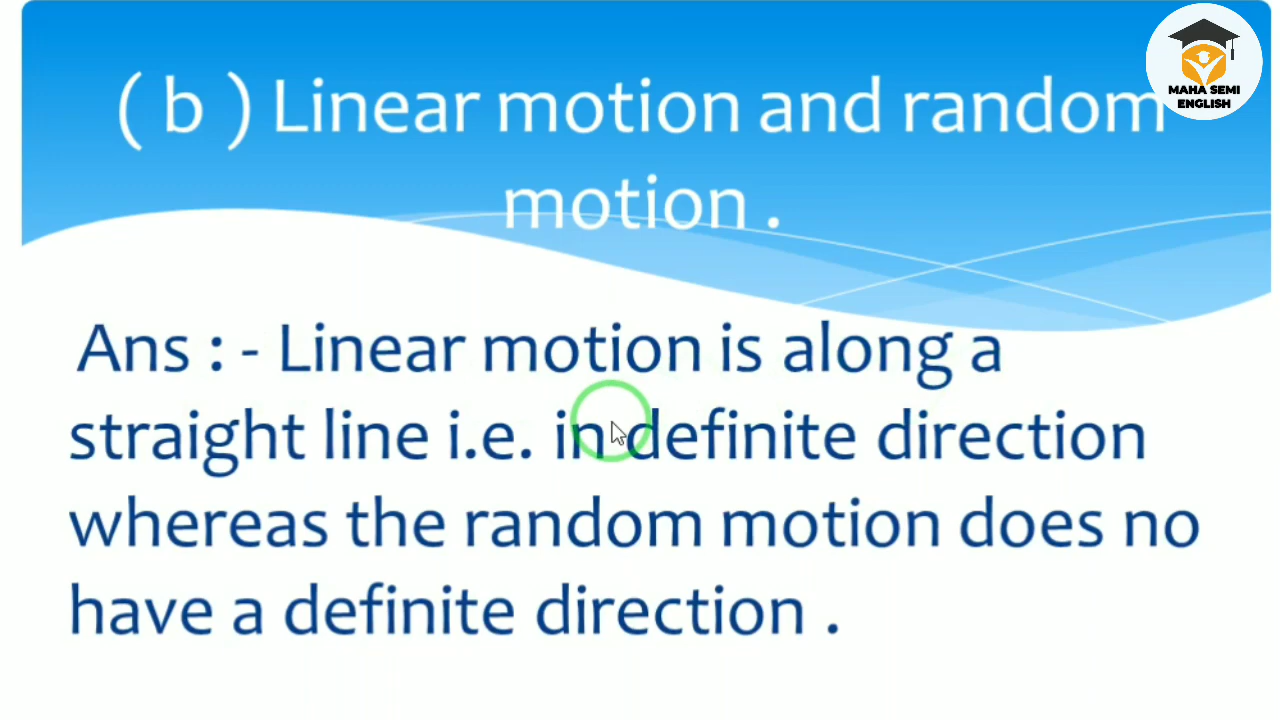 ( b ) Linear motion and random
motion .
MAHA SEMI
ENGLISH
Ans : - Linear motion is along a
straight line i.e. in definite direction
whereas the random motion does no
have a definite direction .